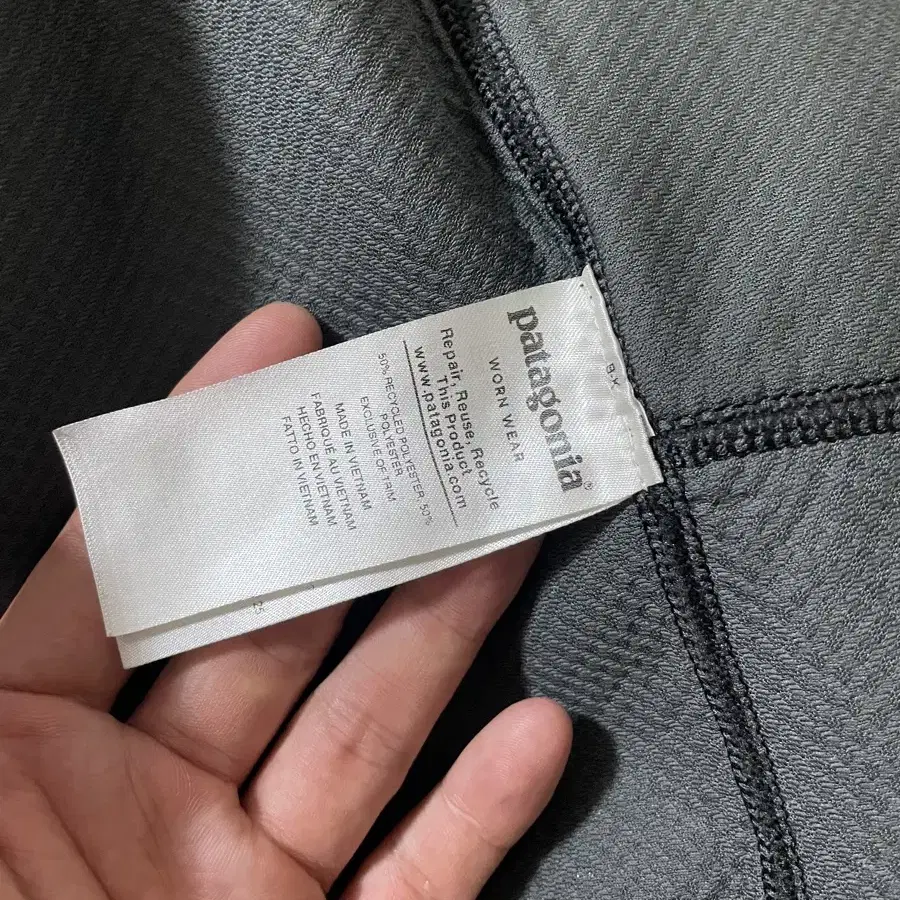 patagonia®
WORN WEAR
Repair, Reuse, Recycle
This Product
www.patagonia.com
50% RECYCLED POLYESTER, 50%
POLYESTER
EXCLUSIVE OF TRIM
MADE IN VIETNAM
FABRIQUÉ AU VIETNAM
HECHO EN VIETNAM
FATTO IN VIETNAM
25